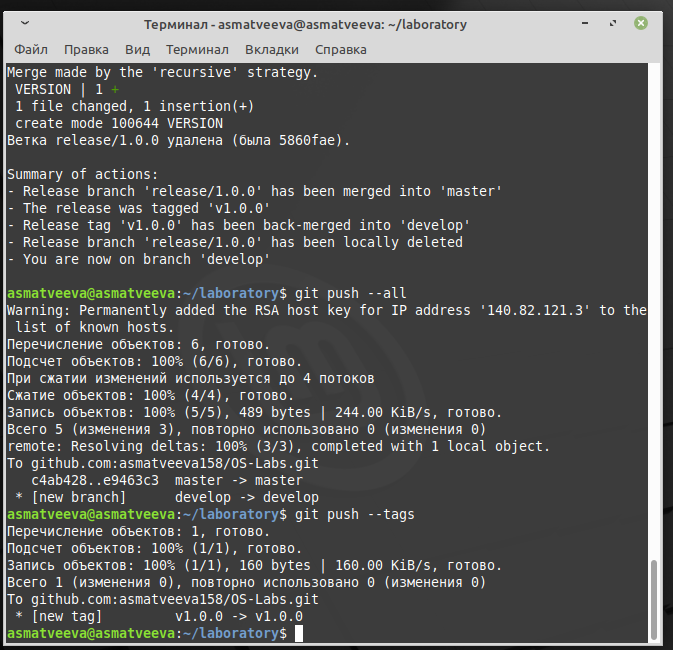 Терминал - asmatveeva@asmatveeva: ~/laboratory
Файл Правка Вид Терминал Вкладки Справка
Merge made by the 'recursive' strategy.
 VERSION | 1 +
 1 file changed, 1 insertion(+)
 create mode 100644 VERSION
Ветка release/1.0.0 удалена (была 5860fae).

Summary of actions:
- Release branch 'release/1.0.0' has been merged into 'master'
- The release was tagged 'v1.0.0'
- Release tag 'v1.0.0' has been back-merged into 'develop'
- Release branch 'release/1.0.0' has been locally deleted
- You are now on branch 'develop'

asmatveeva@asmatveeva:~/laboratory$ git push --all
Warning: Permanently added the RSA host key for IP address '140.82.121.3' to the
 list of known hosts.
Перечисление объектов: 6, готово.
Подсчет объектов: 100% (6/6), готово.
При сжатии изменений используется до 4 потоков
Сжатие объектов: 100% (4/4), готово.
Запись объектов: 100% (5/5), 489 bytes | 244.00 KiB/s, готово.
Всего 5 (изменения 3), повторно использовано 0 (изменения 0)
remote: Resolving deltas: 100% (3/3), completed with 1 local object.
To github.com:asmatveeva158/OS-Labs.git
   c4ab428..e9463c3  master -> master
 * [new branch]      develop -> develop
asmatveeva@asmatveeva:~/laboratory$ git push --tags
Перечисление объектов: 1, готово.
Подсчет объектов: 100% (1/1), готово.
Запись объектов: 100% (1/1), 160 bytes | 160.00 KiB/s, готово.
Всего 1 (изменения 0), повторно использовано 0 (изменения 0)
To github.com:asmatveeva158/OS-Labs.git
 * [new tag]         v1.0.0 -> v1.0.0
asmatveeva@asmatveeva:~/laboratory$